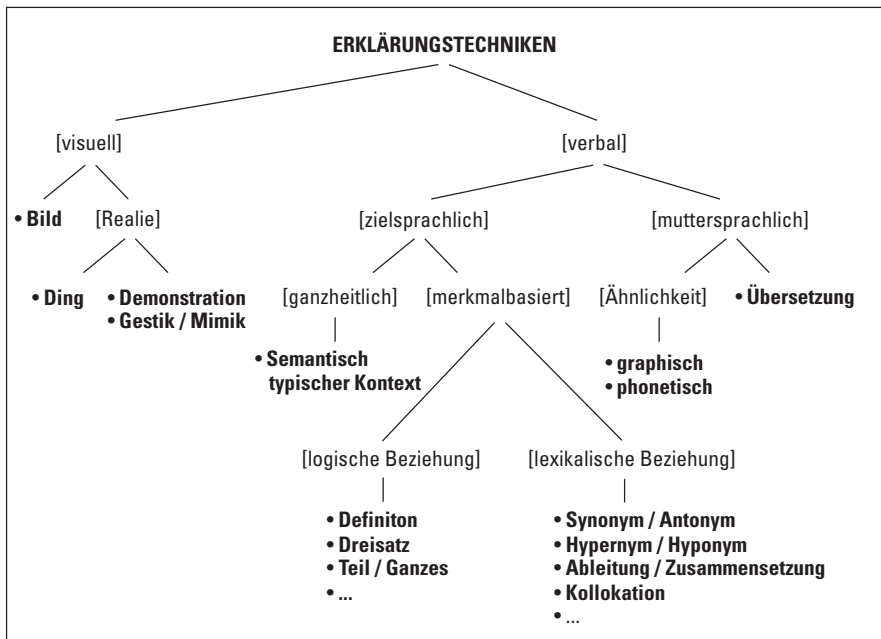 ERKLÄRUNGSTECHNIKEN
[visuell]
[verbal]
• Bild
[Realie]
[zielsprachlich]
[muttersprachlich]
• Ding
• Demonstration
• Gestik / Mimik
[ganzheitlich]
[merkmalbasiert]
[Ähnlichkeit]
• Übersetzung
• Semantisch
typischer Kontext
• graphisch
• phonetisch
[logische Beziehung]
[lexikalische Beziehung]
• Definiton
• Dreisatz
• Teil / Ganzes
• ...
• Synonym / Antonym
• Hypernym / Hyponym
• Ableitung / Zusammensetzung
• Kollokation
• ...